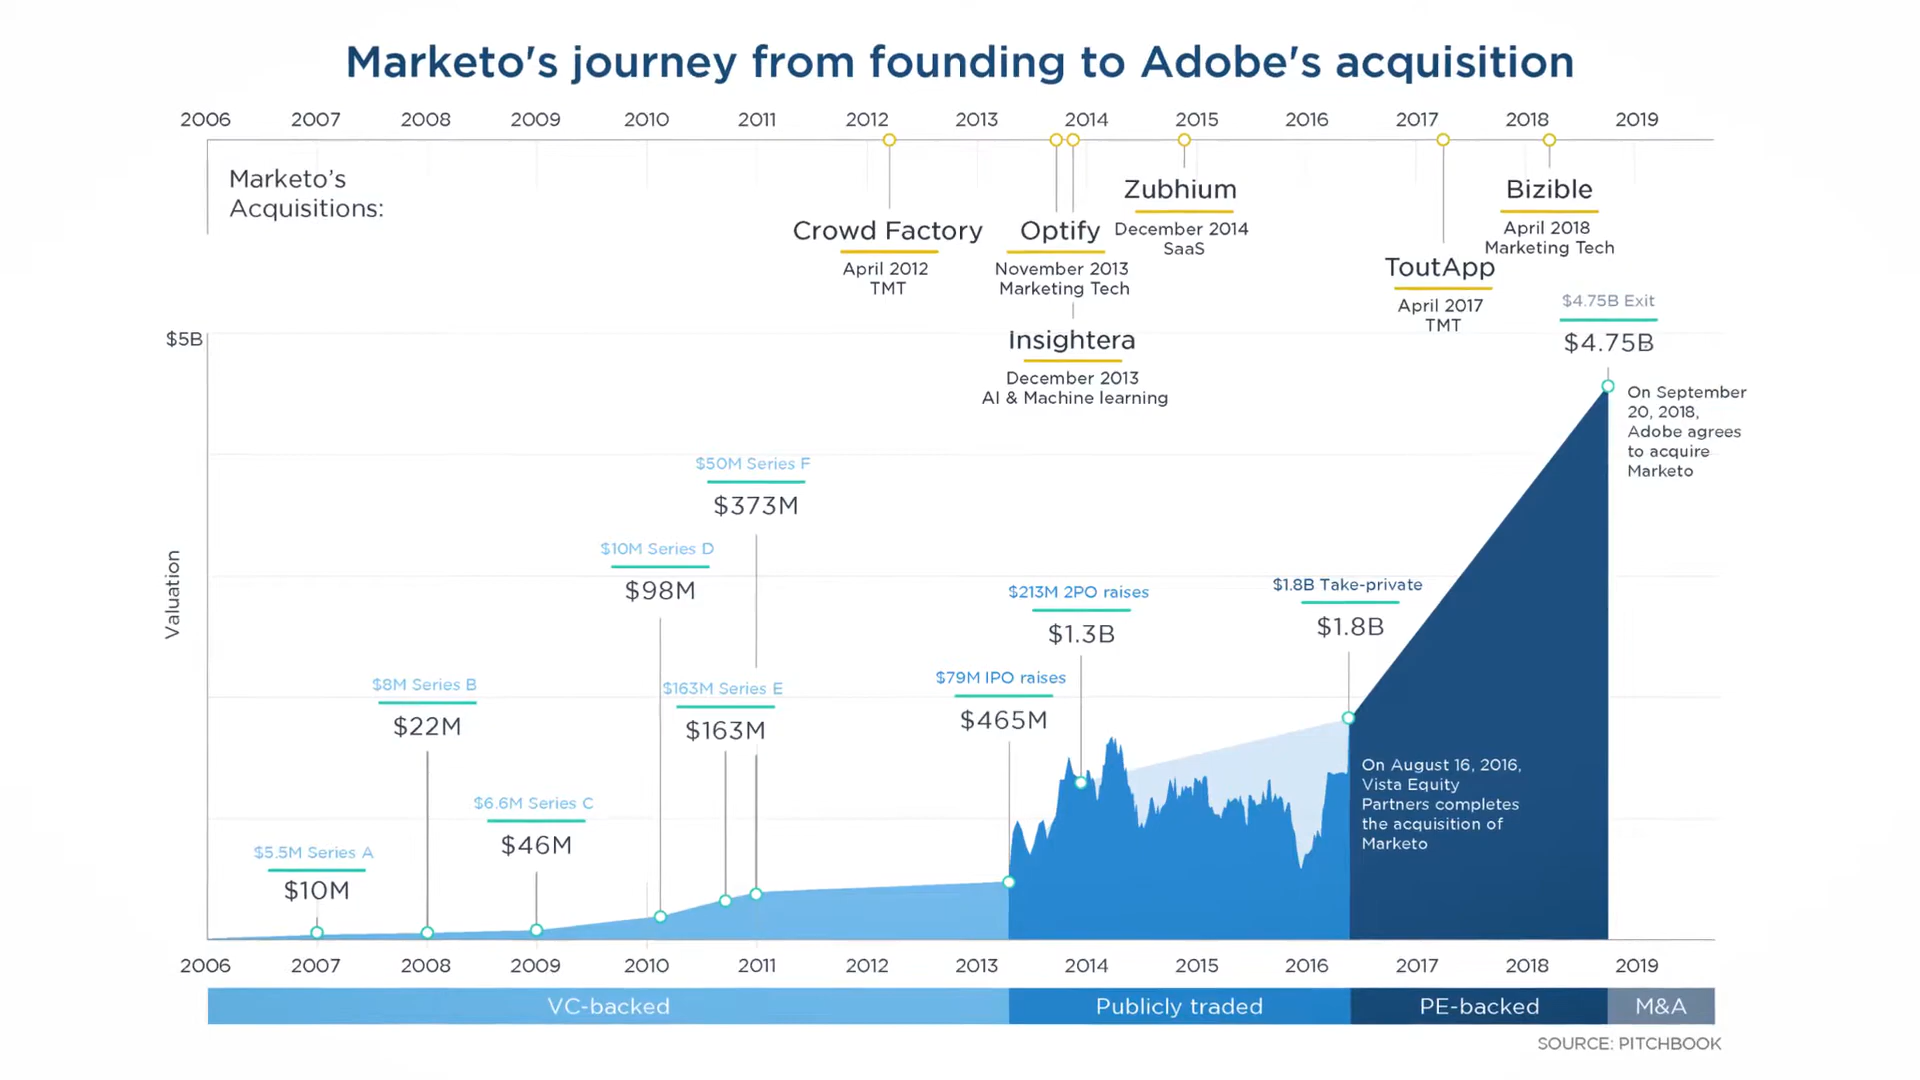 Marketo's journey from founding to Adobe's acquisition
2006 2007 2008 2009 2010 2011 2012 2013 2014 2015 2016 2017 2018 2019
Marketo's
Acquisitions:
Crowd Factory
April 2012
TMT
Optify
November 2013
Marketing Tech
Insightera
December 2013
AI & Machine learning
Zubhium
December 2014
SaaS
ToutApp
April 2017
TMT
Bizible
April 2018
Marketing Tech
$5B
Valuation
$5.5M Series A
$10M
$8M Series B
$22M
$6.6M Series C
$46M
$10M Series D
$98M
$163M Series E
$163M
$50M Series F
$373M
$79M IPO raises
$465M
$213M 2PO raises
$1.3B
$1.8B Take-private
$1.8B
On August 16, 2016,
Vista Equity
Partners completes
the acquisition of
Marketo
$4.75B Exit
$4.75B
On September
20, 2018,
Adobe agrees
to acquire
Marketo
2006 2007 2008 2009 2010 2011 2012 2013 2014 2015 2016 2017 2018 2019
VC-backed Publicly traded PE-backed M&A
SOURCE: PITCHBOOK